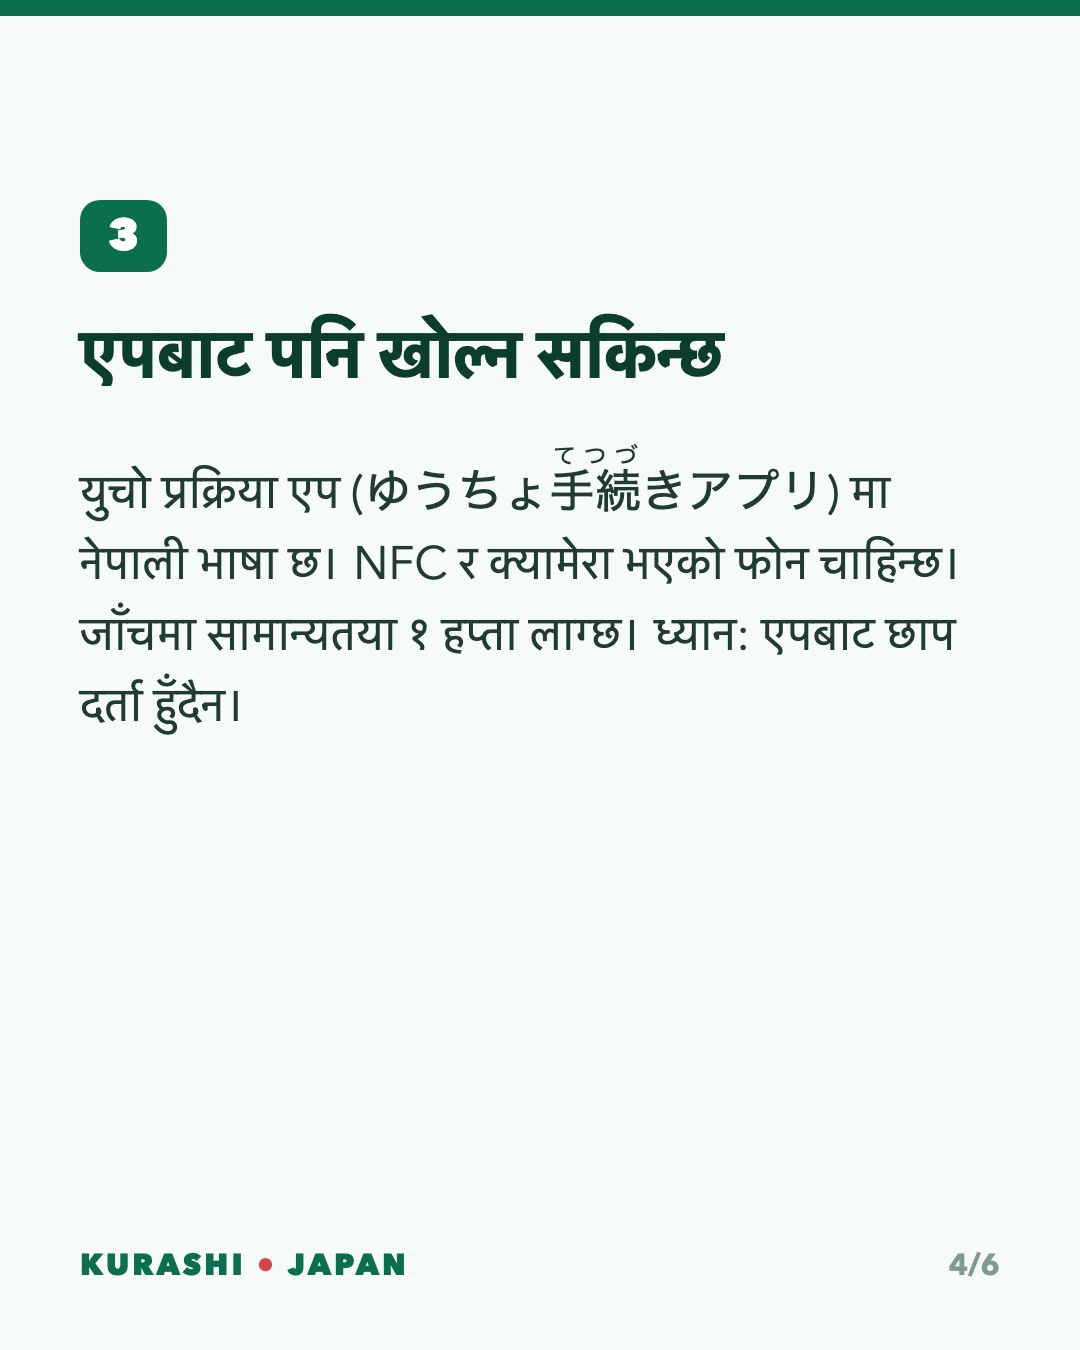 3
एपबाट पनि खोल्न सकिन्छ
てつづ
युचो प्रक्रिया एप (ゆうちょ手続きアプリ) मा
नेपाली भाषा छ। NFC र क्यामेरा भएको फोन चाहिन्छ।
जाँचमा सामान्यतया १ हप्ता लाग्छ। ध्यान: एपबाट छाप
दर्ता हुँदैन।
KURASHI • JAPAN
4/6